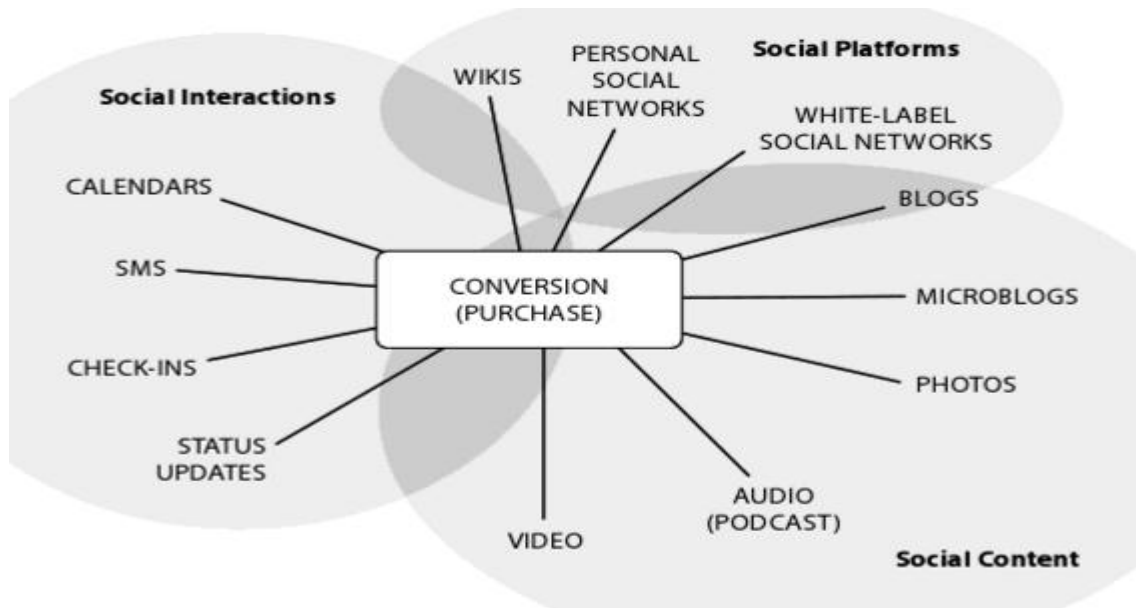 Social Platforms
PERSONAL
SOCIAL
NETWORKS
WIKIS
Social Interactions
WHITE-LABEL
SOCIAL NETWORKS
CALENDARS
BLOGS
SMS
CONVERSION
(PURCHASE)
MICROBLOGS
CHECK-INS
PHOTOS
STATUS
UPDATES
AUDIO
(PODCAST)
VIDEO
Social Content